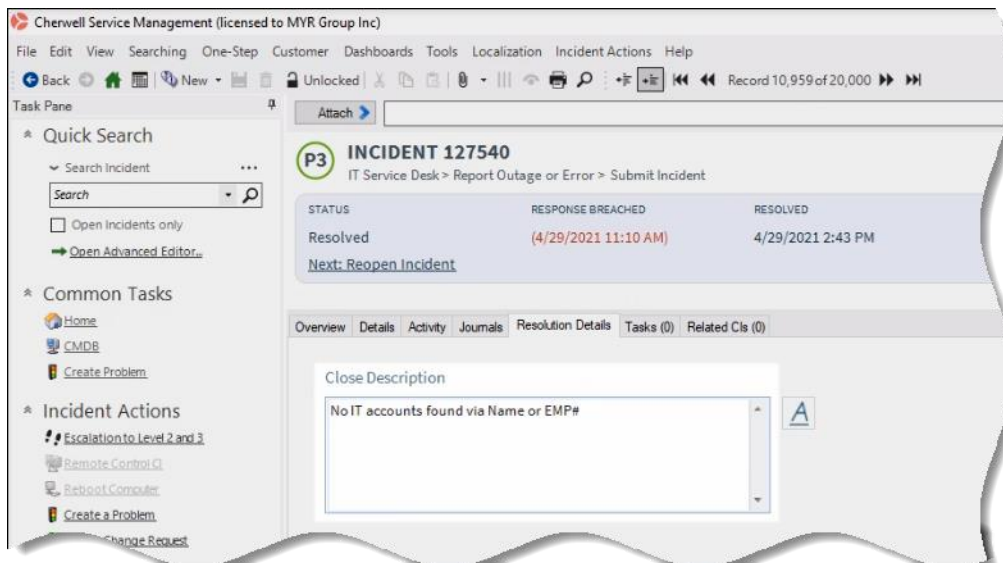 Cherwell Service Management (licensed to MYR Group Inc)
File Edit View Searching One-Step Customer Dashboards Tools Localization Incident Actions Help
Back New Unlocked Record 10,959 of 20,000
Task Pane
Attach
Quick Search
Search Incident ...
Search
Open Incidents only
Open Advanced Editor...
Common Tasks
Home
CMDB
Create Problem
Incident Actions
Escalation to Level 2 and 3
Remote Control CI
Reboot Computer
Create a Problem
Change Request
P3
INCIDENT 127540
IT Service Desk > Report Outage or Error > Submit Incident
STATUS RESPONSE BREACHED RESOLVED
Resolved (4/29/2021 11:10 AM) 4/29/2021 2:43 PM
Next: Reopen Incident
Overview Details Activity Journals Resolution Details Tasks (0) Related CIs (0)
Close Description
No IT accounts found via Name or EMP#
A